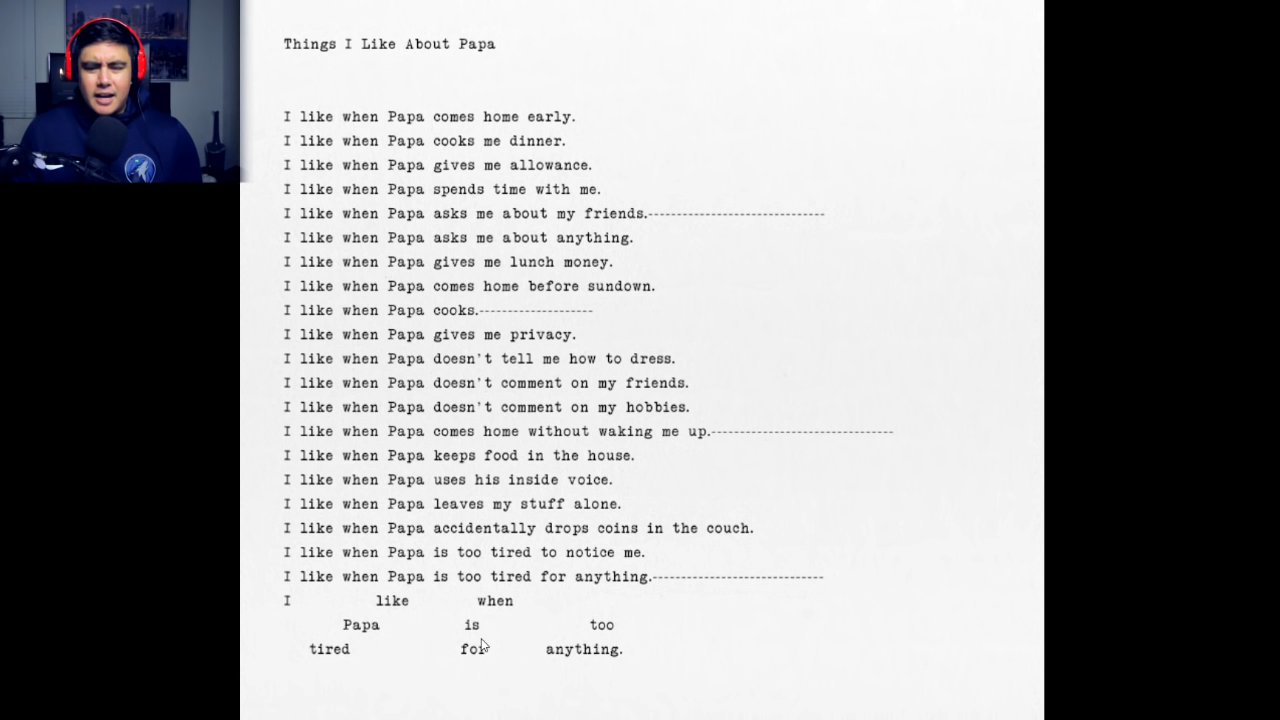 Things I Like About Papa
I like when Papa comes home early.
I like when Papa cooks me dinner.
I like when Papa gives me allowance.
I like when Papa spends time with me.
I like when Papa asks me about my friends.------------------------------
I like when Papa asks me about anything.
I like when Papa gives me lunch money.
I like when Papa comes home before sundown.
I like when Papa cooks.--------------------
I like when Papa gives me privacy.
I like when Papa doesn't tell me how to dress.
I like when Papa doesn't comment on my friends.
I like when Papa doesn't comment on my hobbies.
I like when Papa comes home without waking me up.-------------------------------
I like when Papa keeps food in the house.
I like when Papa uses his inside voice.
I like when Papa leaves my stuff alone.
I like when Papa accidentally drops coins in the couch.
I like when Papa is too tired to notice me.
I like when Papa is too tired for anything.-----------------------------
I like when
Papa is too
tired for anything.